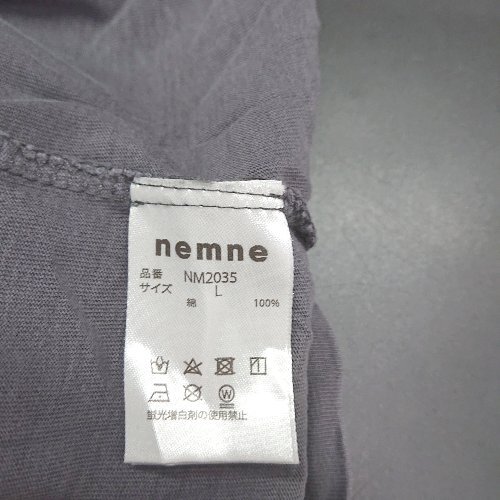 nemne
品番 NM2035
サイズ L
綿 100%
蛍光増白剤の使用禁止